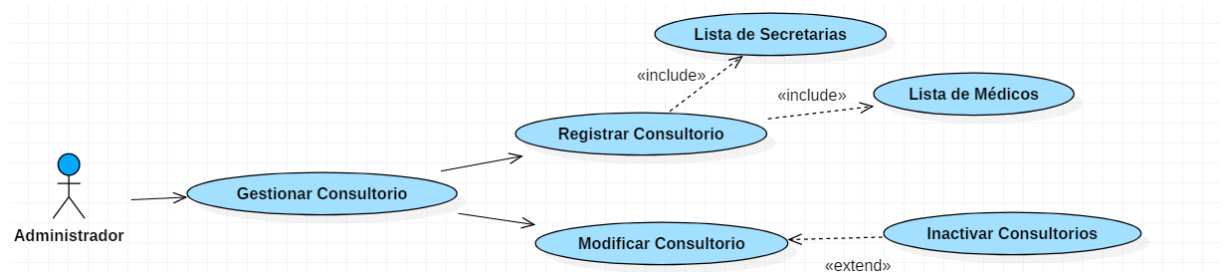 Lista de Secretarias
«include»
«include»
Lista de Médicos
Registrar Consultorio
Gestionar Consultorio
Administrador
Modificar Consultorio
Inactivar Consultorios
«extend»